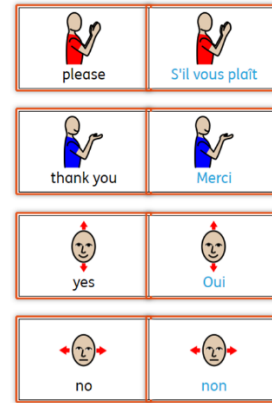 please
S'il vous plaît
thank you
Merci
yes
Oui
no
non